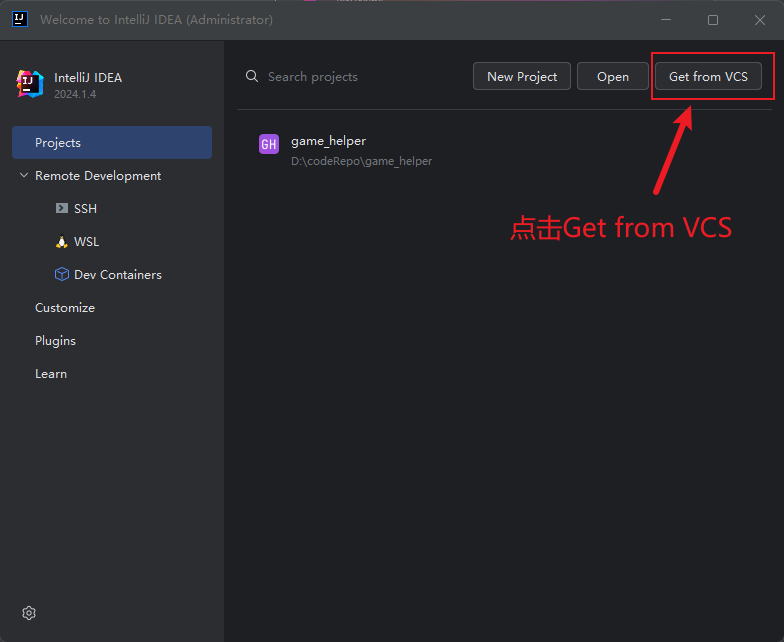 Welcome to IntelliJ IDEA (Administrator)
IntelliJ IDEA
2024.1.4
Search projects
New Project
Open
Get from VCS
Projects
GH
game_helper
D:\codeRepo\game_helper
Remote Development
SSH
WSL
Dev Containers
点击Get from VCS
Customize
Plugins
Learn